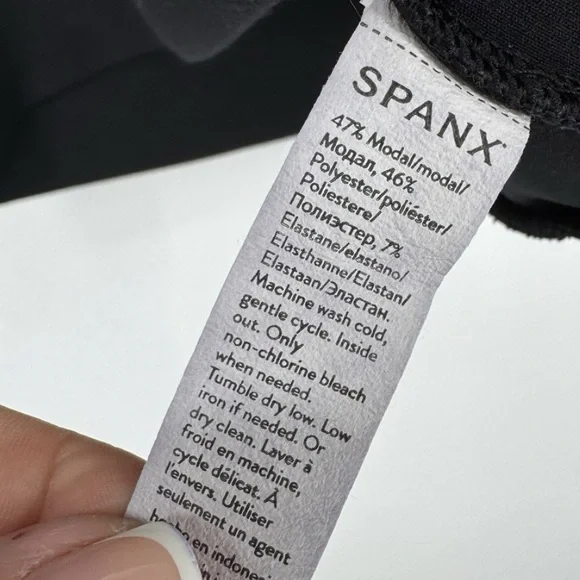 SPANX
47% Modal/modal/
Модал, 46%
Polyester/poliéster/
Poliestere/
Полиэстер, 7%
Elastane/elastano/
Elasthanne/Elastan/
Elastaan/Эластан.
Machine wash cold,
gentle cycle. Inside
out. Only
non-chlorine bleach
when needed.
Tumble dry low. Low
iron if needed. Or
dry clean. Laver à
froid en machine,
cycle délicat. À
l'envers. Utiliser
seulement un agent
en